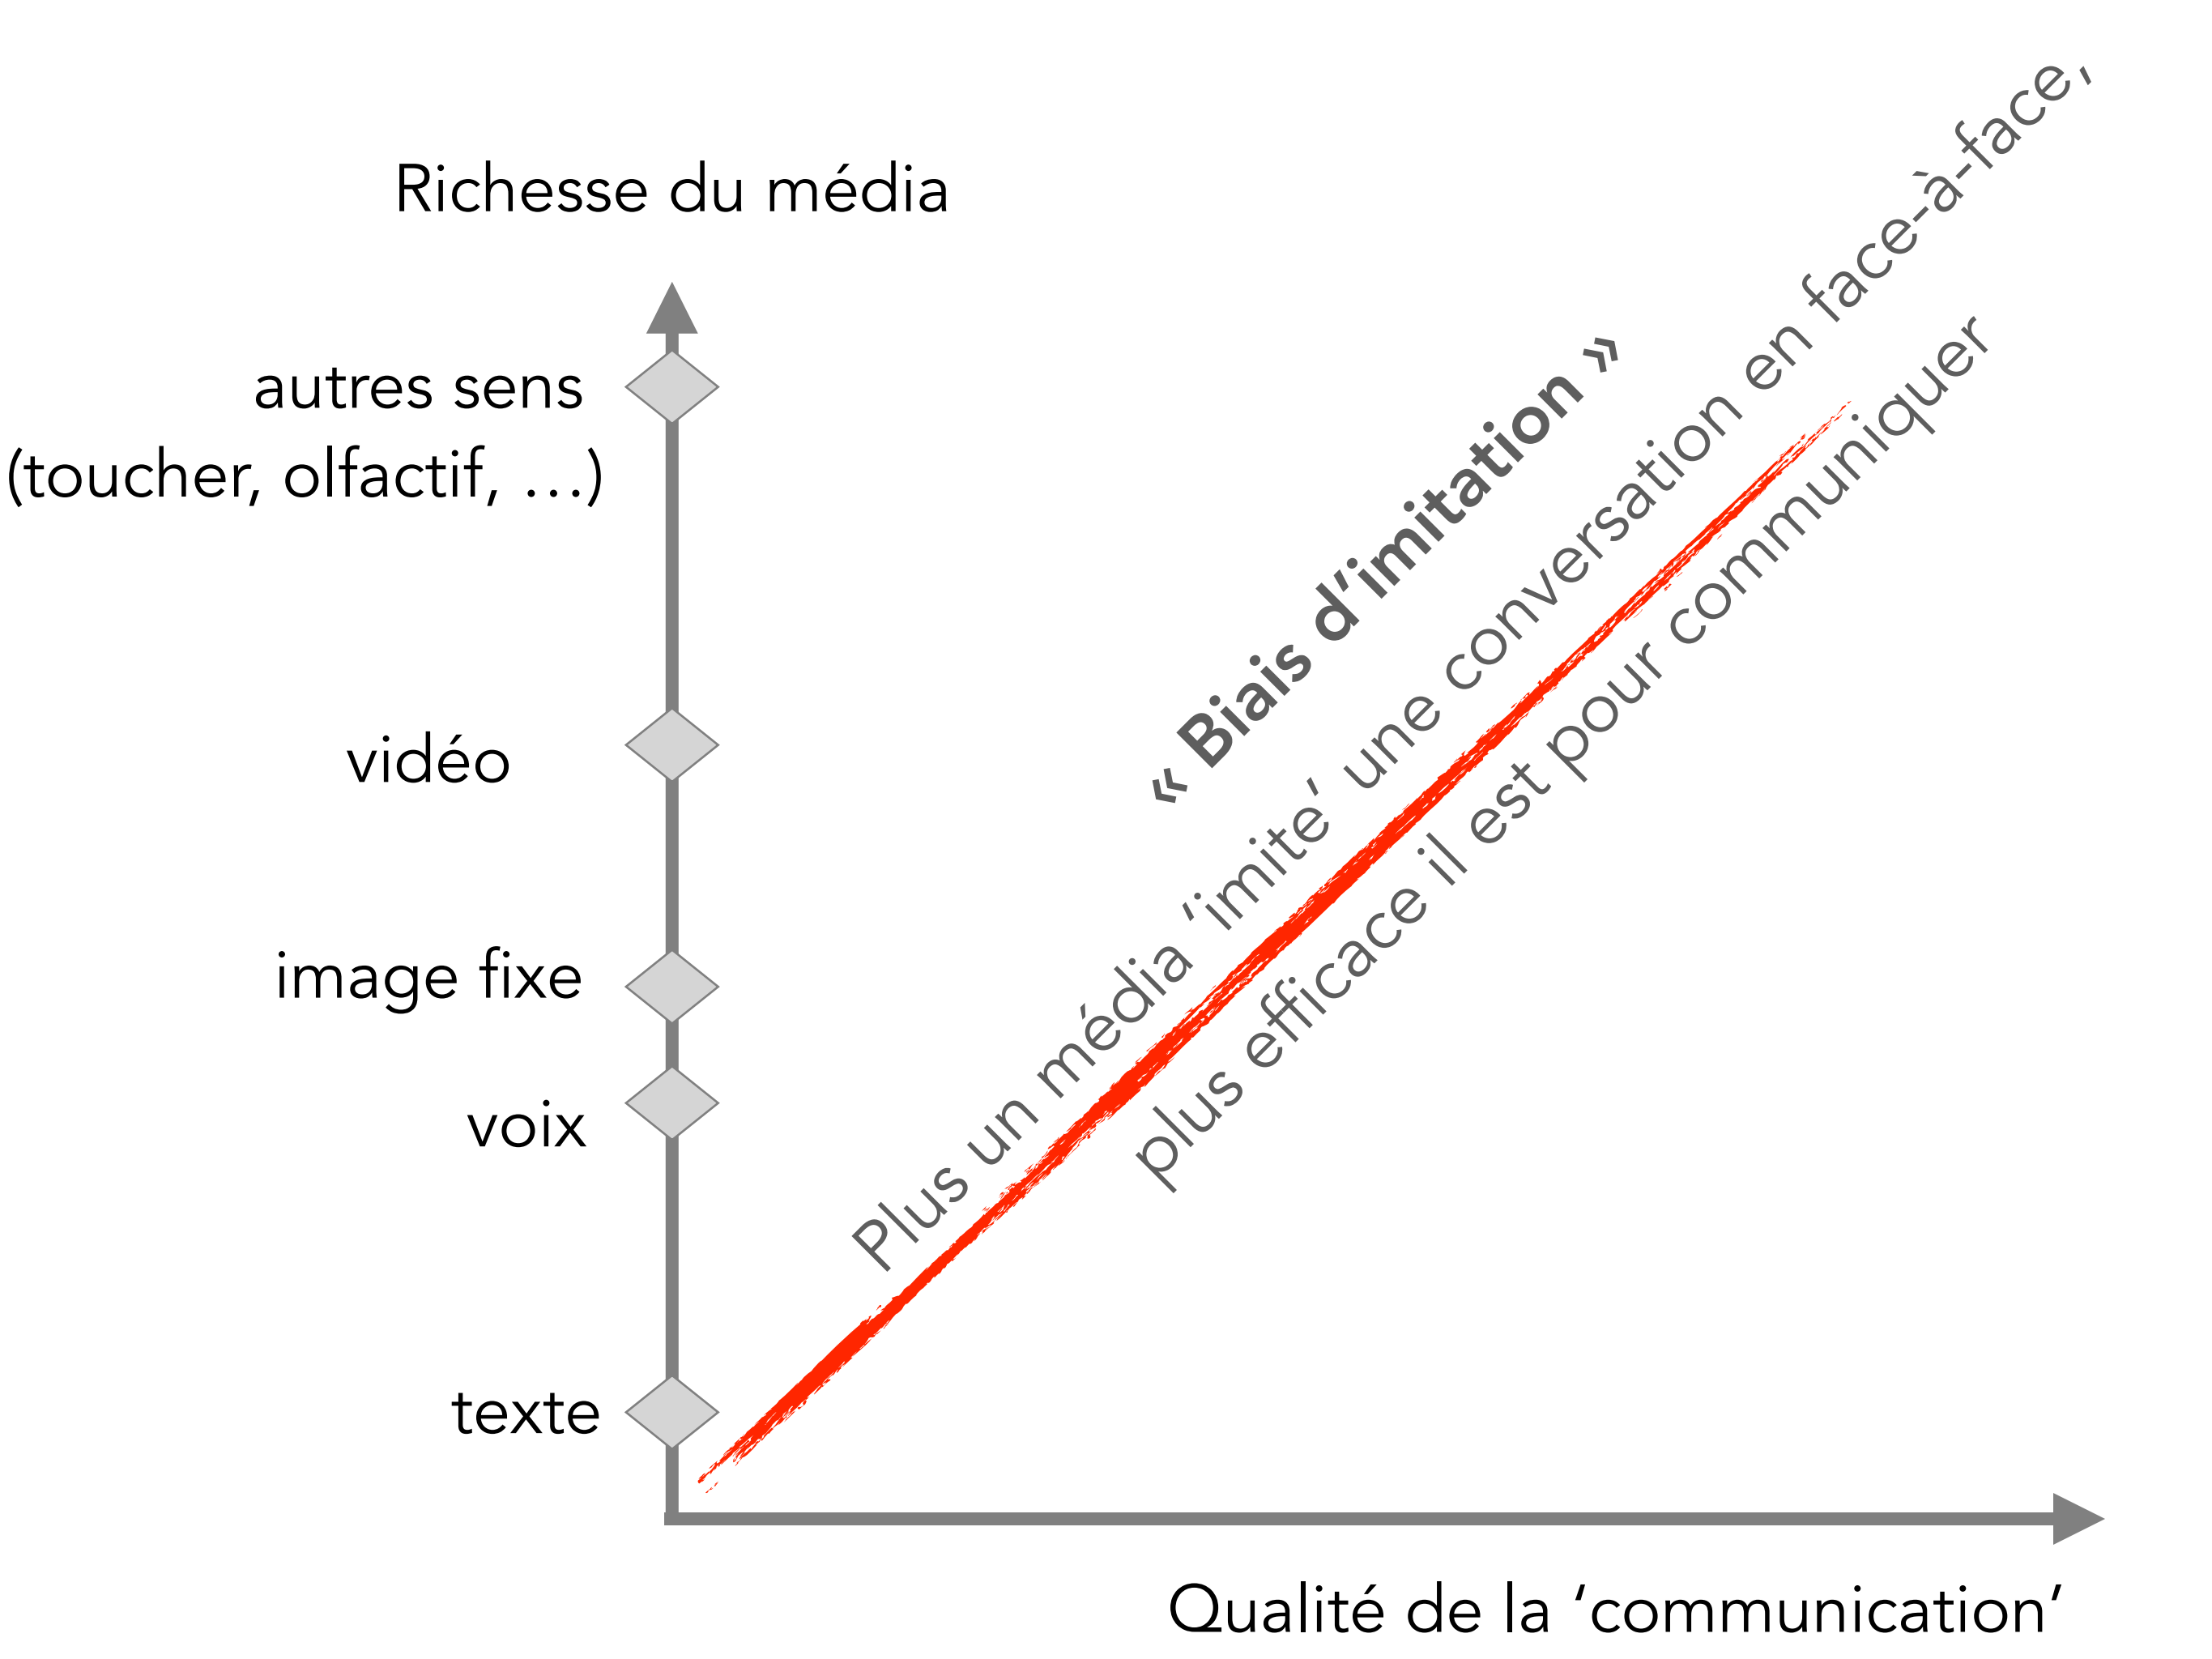 Richesse du média
autres sens
(toucher, olfactif, …)
vidéo
image fixe
voix
texte
« Biais d’imitation »
Plus un média ‘imite’ une conversation en face-à-face,
plus efficace il est pour communiquer
Qualité de la ‘communication’